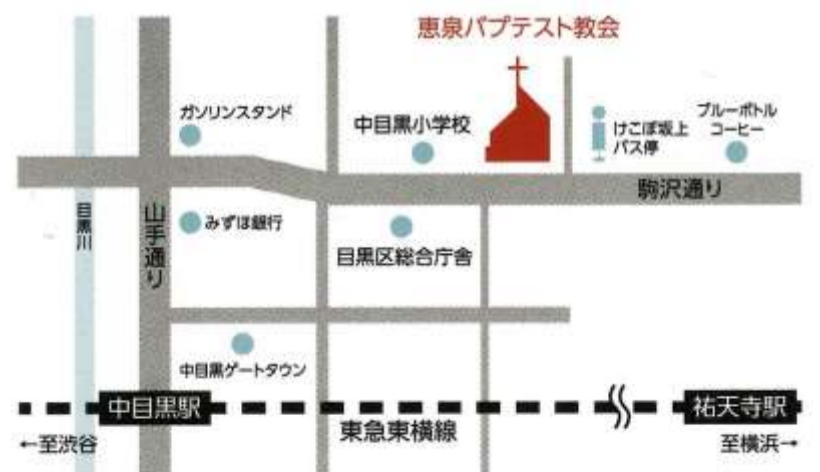 恵泉バプテスト教会
ガソリンスタンド
中目黒小学校
けこぼ坂上
バス停
ブルーボトル
コーヒー
駒沢通り
目黒川
山手通り
みずほ銀行
目黒区総合庁舎
中目黒ゲートタウン
中目黒駅
祐天寺駅
←至渋谷
東急東横線
至横浜→